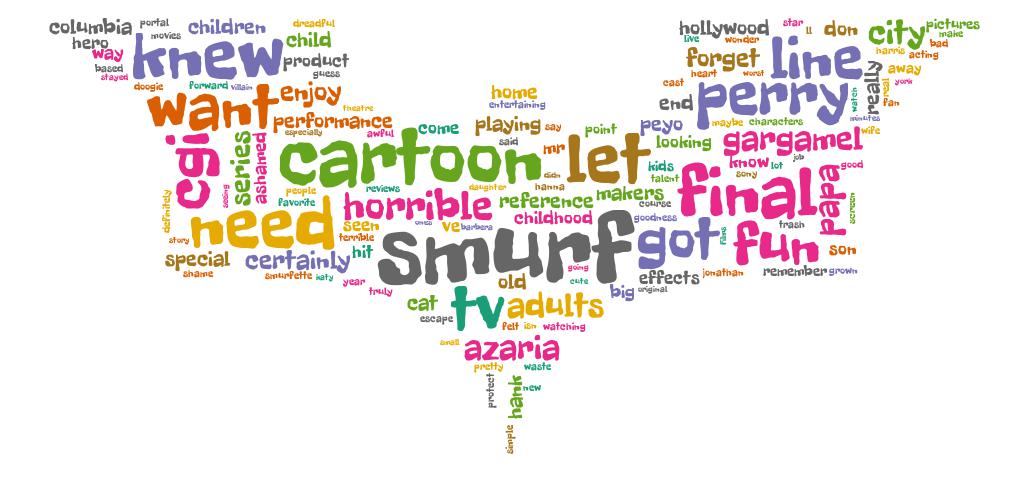 columbia
portal
children
dreadful
hollywood
star
ll
don
city
pictures
hero
movies
knew
child
live
wonder
line
make
way
product
forget
harris
bad
acting
based
stayed
guess
heart
worst
really
away
doogie
forward
villain
enjoy
home
cast
perry
real
york
want
theatre
entertaining
end
watch
fan
performance
especially
awful
come
playing
say
point
peyo
maybe
characters
minutes
wife
cgi
series
ashamed
cartoon
said
mr
let
looking
gargamel
kids
know
lot
job
good
sony
talent
seeing
people
reviews
daughter
didn
hanna
makers
final
papa
definitely
favorite
horrible
reference
course
screen
need
childhood
goodness
trash
seen
ones
ve
barbera
smurf
got
films
fun
story
terrible
special
certainly
hit
son
shame
smurfette
katy
year
going
cute
effects
jonathan
remember
grown
truly
old
big
original
cat
tv
adults
escape
felt
isn
watching
small
azaria
pretty
waste
protect
hank
new
simple